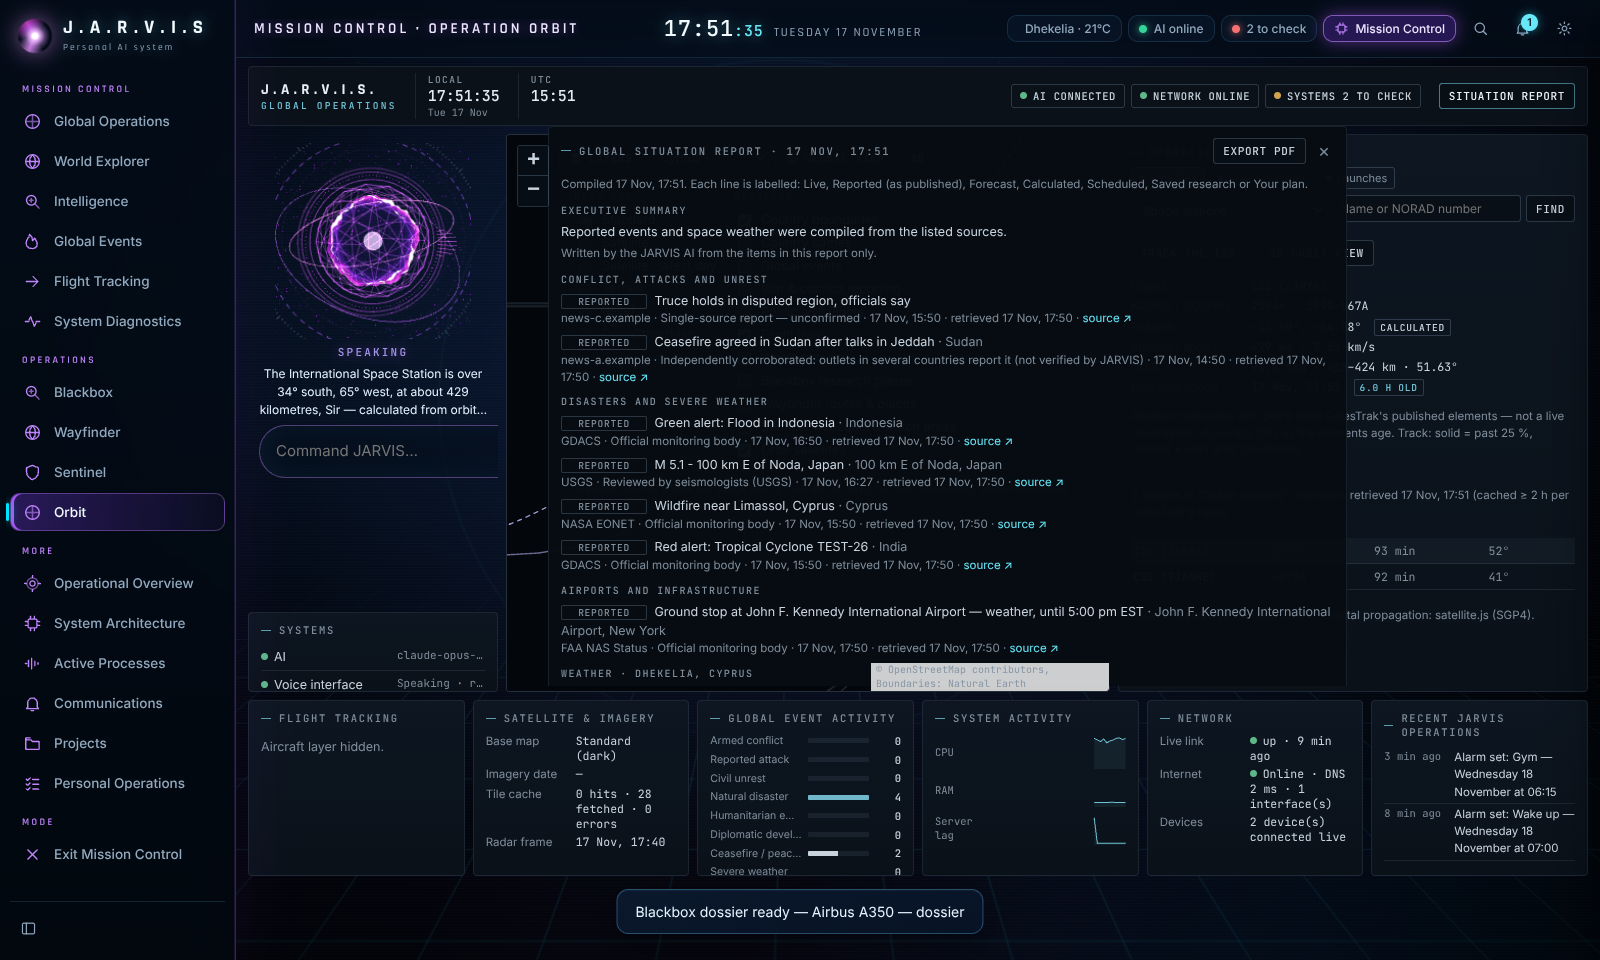 J.A.R.V.I.S
Personal AI system
MISSION CONTROL
Global Operations
World Explorer
Intelligence
Global Events
Flight Tracking
System Diagnostics
OPERATIONS
Blackbox
Wayfinder
Sentinel
Orbit
MORE
Operational Overview
System Architecture
Active Processes
Communications
Projects
Personal Operations
MODE
Exit Mission Control
MISSION CONTROL · OPERATION ORBIT
17:51:35 TUESDAY 17 NOVEMBER
Dhekelia · 21°C
AI online
2 to check
Mission Control
1
J.A.R.V.I.S.
GLOBAL OPERATIONS
LOCAL
17:51:35
Tue 17 Nov
UTC
15:51
AI CONNECTED
NETWORK ONLINE
SYSTEMS 2 TO CHECK
SITUATION REPORT
SPEAKING
The International Space Station is over
34° south, 65° west, at about 429
kilometres, Sir — calculated from orbit…
Command JARVIS…
SYSTEMS
AI claude-opus-…
Voice interface Speaking · r…
+
−
GLOBAL SITUATION REPORT · 17 NOV, 17:51
EXPORT PDF ×
Compiled 17 Nov, 17:51. Each line is labelled: Live, Reported (as published), Forecast, Calculated, Scheduled, Saved research or Your plan.
EXECUTIVE SUMMARY
Reported events and space weather were compiled from the listed sources.
Written by the JARVIS AI from the items in this report only.
CONFLICT, ATTACKS AND UNREST
REPORTED Truce holds in disputed region, officials say
news-c.example · Single-source report — unconfirmed · 17 Nov, 15:50 · retrieved 17 Nov, 17:50 · source ↗
REPORTED Ceasefire agreed in Sudan after talks in Jeddah · Sudan
news-a.example · Independently corroborated: outlets in several countries report it (not verified by JARVIS) · 17 Nov, 14:50 · retrieved 17 Nov,
17:50 · source ↗
DISASTERS AND SEVERE WEATHER
REPORTED Green alert: Flood in Indonesia · Indonesia
GDACS · Official monitoring body · 17 Nov, 16:50 · retrieved 17 Nov, 17:50 · source ↗
REPORTED M 5.1 - 100 km E of Noda, Japan · 100 km E of Noda, Japan
USGS · Reviewed by seismologists (USGS) · 17 Nov, 16:27 · retrieved 17 Nov, 17:50 · source ↗
REPORTED Wildfire near Limassol, Cyprus · Cyprus
NASA EONET · Official monitoring body · 17 Nov, 15:50 · retrieved 17 Nov, 17:50 · source ↗
REPORTED Red alert: Tropical Cyclone TEST-26 · India
GDACS · Official monitoring body · 17 Nov, 15:50 · retrieved 17 Nov, 17:50 · source ↗
AIRPORTS AND INFRASTRUCTURE
REPORTED Ground stop at John F. Kennedy International Airport — weather, until 5:00 pm EST · John F. Kennedy International
Airport, New York
FAA NAS Status · Official monitoring body · 17 Nov, 17:50 · retrieved 17 Nov, 17:50 · source ↗
WEATHER · DHEKELIA, CYPRUS
© OpenStreetMap contributors,
Boundaries: Natural Earth
aunches
ame or NORAD number
FIND
EW
67A
8° CALCULATED
km/s
–424 km · 51.63°
6.0 H OLD
esTrak's published elements — not a live
ents age. Track: solid = past 25 %,
retrieved 17 Nov, 17:51 (cached ≥ 2 h per
93 min 52°
92 min 41°
tal propagation: satellite.js (SGP4).
FLIGHT TRACKING
Aircraft layer hidden.
SATELLITE & IMAGERY
Base map Standard
(dark)
Imagery date —
Tile cache 0 hits · 28
fetched · 0
errors
Radar frame 17 Nov, 17:40
GLOBAL EVENT ACTIVITY
Armed conflict 0
Reported attack 0
Civil unrest 0
Natural disaster 4
Humanitarian e… 0
Diplomatic devel… 0
Ceasefire / peac… 2
Severe weather 0
SYSTEM ACTIVITY
CPU
RAM
Server
lag
NETWORK
Live link up · 9 min
ago
Internet Online · DNS
2 ms · 1
interface(s)
Devices 2 device(s)
connected live
RECENT JARVIS
OPERATIONS
3 min ago Alarm set: Gym —
Wednesday 18
November at 06:15
8 min ago Alarm set: Wake up —
Wednesday 18
November at 07:00
Blackbox dossier ready — Airbus A350 — dossier